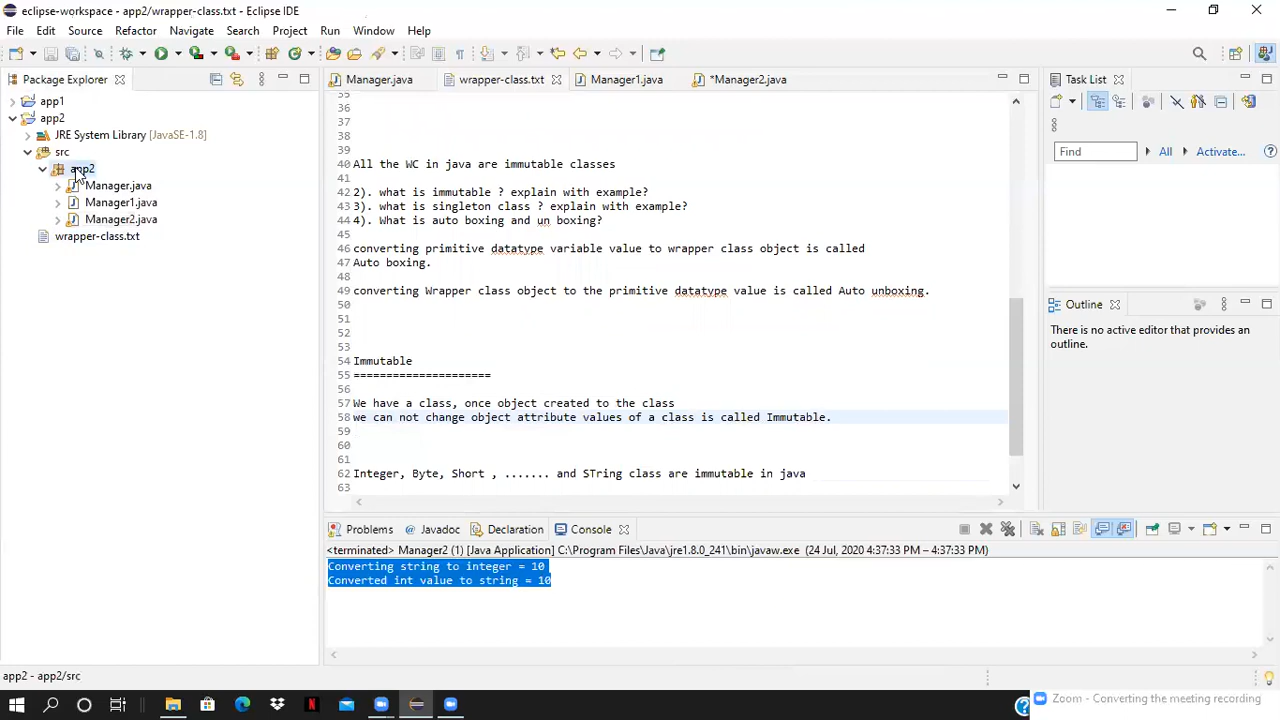 eclipse-workspace - app2/wrapper-class.txt - Eclipse IDE
File Edit Source Refactor Navigate Search Project Run Window Help
Package Explorer
app1
app2
JRE System Library [JavaSE-1.8]
src
app2
Manager.java
Manager1.java
Manager2.java
wrapper-class.txt
Manager.java wrapper-class.txt Manager1.java *Manager2.java
35
36
37
38
39
40 All the WC in java are immutable classes
41
42 2). what is immutable ? explain with example?
43 3). what is singleton class ? explain with example?
44 4). What is auto boxing and un boxing?
45
46 converting primitive datatype variable value to wrapper class object is called
47 Auto boxing.
48
49 converting Wrapper class object to the primitive datatype value is called Auto unboxing.
50
51
52
53
54 Immutable
55 =====================
56
57 We have a class, once object created to the class
58 we can not change object attribute values of a class is called Immutable.
59
60
61
62 Integer, Byte, Short , ....... and STring class are immutable in java
63
Task List
Find All Activate...
Outline
There is no active editor that provides an
outline.
Problems Javadoc Declaration Console
<terminated> Manager2 (1) [Java Application] C:\Program Files\Java\jre1.8.0_241\bin\javaw.exe (24 Jul, 2020 4:37:33 PM – 4:37:33 PM)
Converting string to integer = 10
Converted int value to string = 10
app2 - app2/src
Zoom - Converting the meeting recording